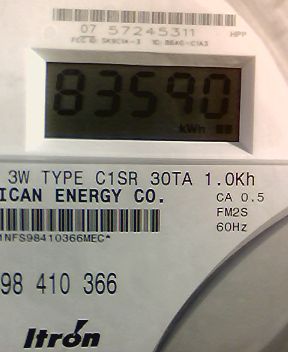 07 57245311
HPP
83590
kWh
3W TYPE C1SR 30TA 1.0Kh
ICAN ENERGY CO.
CA 0.5
FM2S
60Hz
1NFS98410366MEC*
98 410 366
Itron